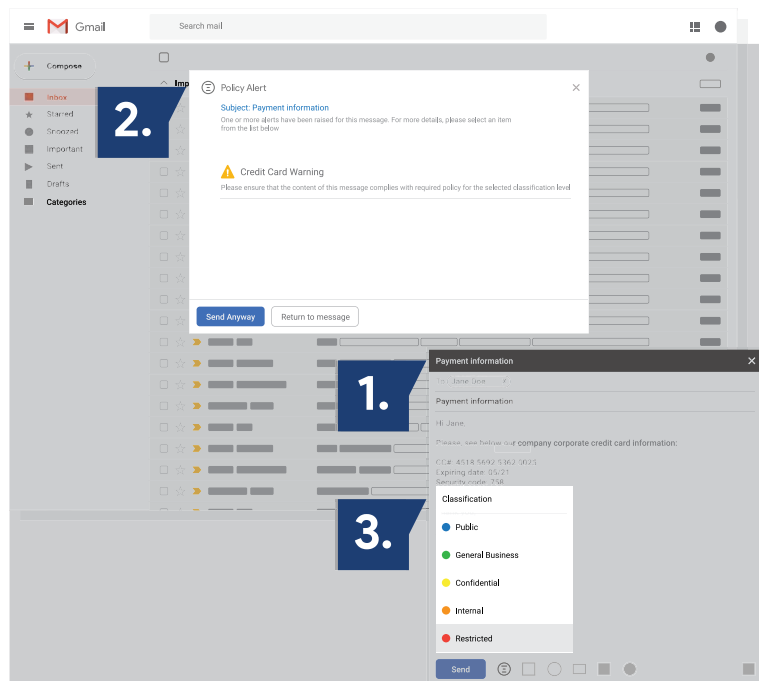 Gmail
Search mail
Compose
Inbox
Starred
Snoozed
Important
Sent
Drafts
Categories
Imp
2.
Policy Alert
Subject: Payment information
One or more alerts have been raised for this message. For more details, please select an item
from the list below
Credit Card Warning
Please ensure that the content of this message complies with required policy for the selected classification level
Send Anyway
Return to message
1.
Payment information
To: Jane Doe X
Payment information
Hi Jane,
Please see below our company corporate credit card information:
CC#: 4518 5692 5362 0025
Expiring date: 05/21
Security code: 758
3.
Classification
Public
General Business
Confidential
Internal
Restricted
Send